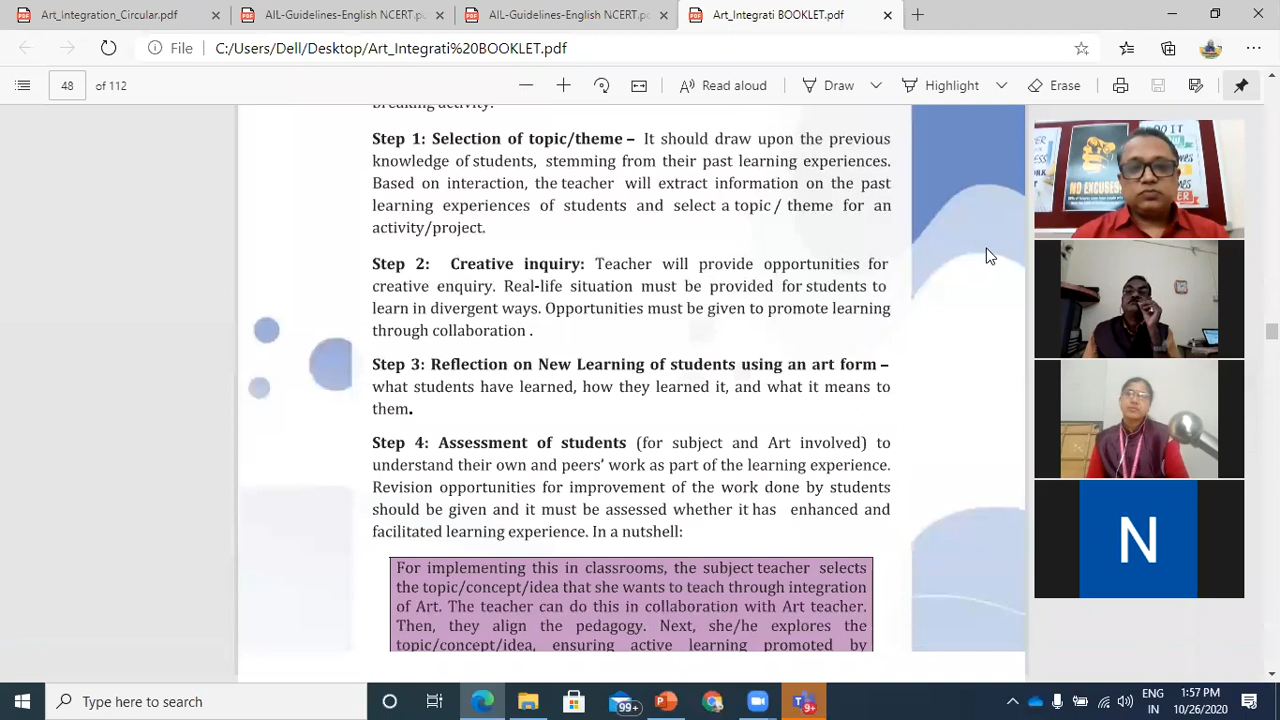 Art_Integration_Circular.pdf
AIL-Guidelines-English NCERT.pdf
AIL-Guidelines-English NCERT.pdf
Art_Integrati BOOKLET.pdf
File C:/Users/Dell/Desktop/Art_Integrati%20BOOKLET.pdf
48 of 112 Read aloud Draw Highlight Erase
breaking activity.
Step 1: Selection of topic/theme – It should draw upon the previous
knowledge of students, stemming from their past learning experiences.
Based on interaction, the teacher will extract information on the past
learning experiences of students and select a topic / theme for an
activity/project.
Step 2: Creative inquiry: Teacher will provide opportunities for
creative enquiry. Real-life situation must be provided for students to
learn in divergent ways. Opportunities must be given to promote learning
through collaboration .
Step 3: Reflection on New Learning of students using an art form –
what students have learned, how they learned it, and what it means to
them.
Step 4: Assessment of students (for subject and Art involved) to
understand their own and peers' work as part of the learning experience.
Revision opportunities for improvement of the work done by students
should be given and it must be assessed whether it has enhanced and
facilitated learning experience. In a nutshell:
For implementing this in classrooms, the subject teacher selects
the topic/concept/idea that she wants to teach through integration
of Art. The teacher can do this in collaboration with Art teacher.
Then, they align the pedagogy. Next, she/he explores the
topic/concept/idea, ensuring active learning promoted by
DO IT
NO EXCUSES
N
Type here to search
99+
9+
ENG
IN
1:57 PM
10/26/2020